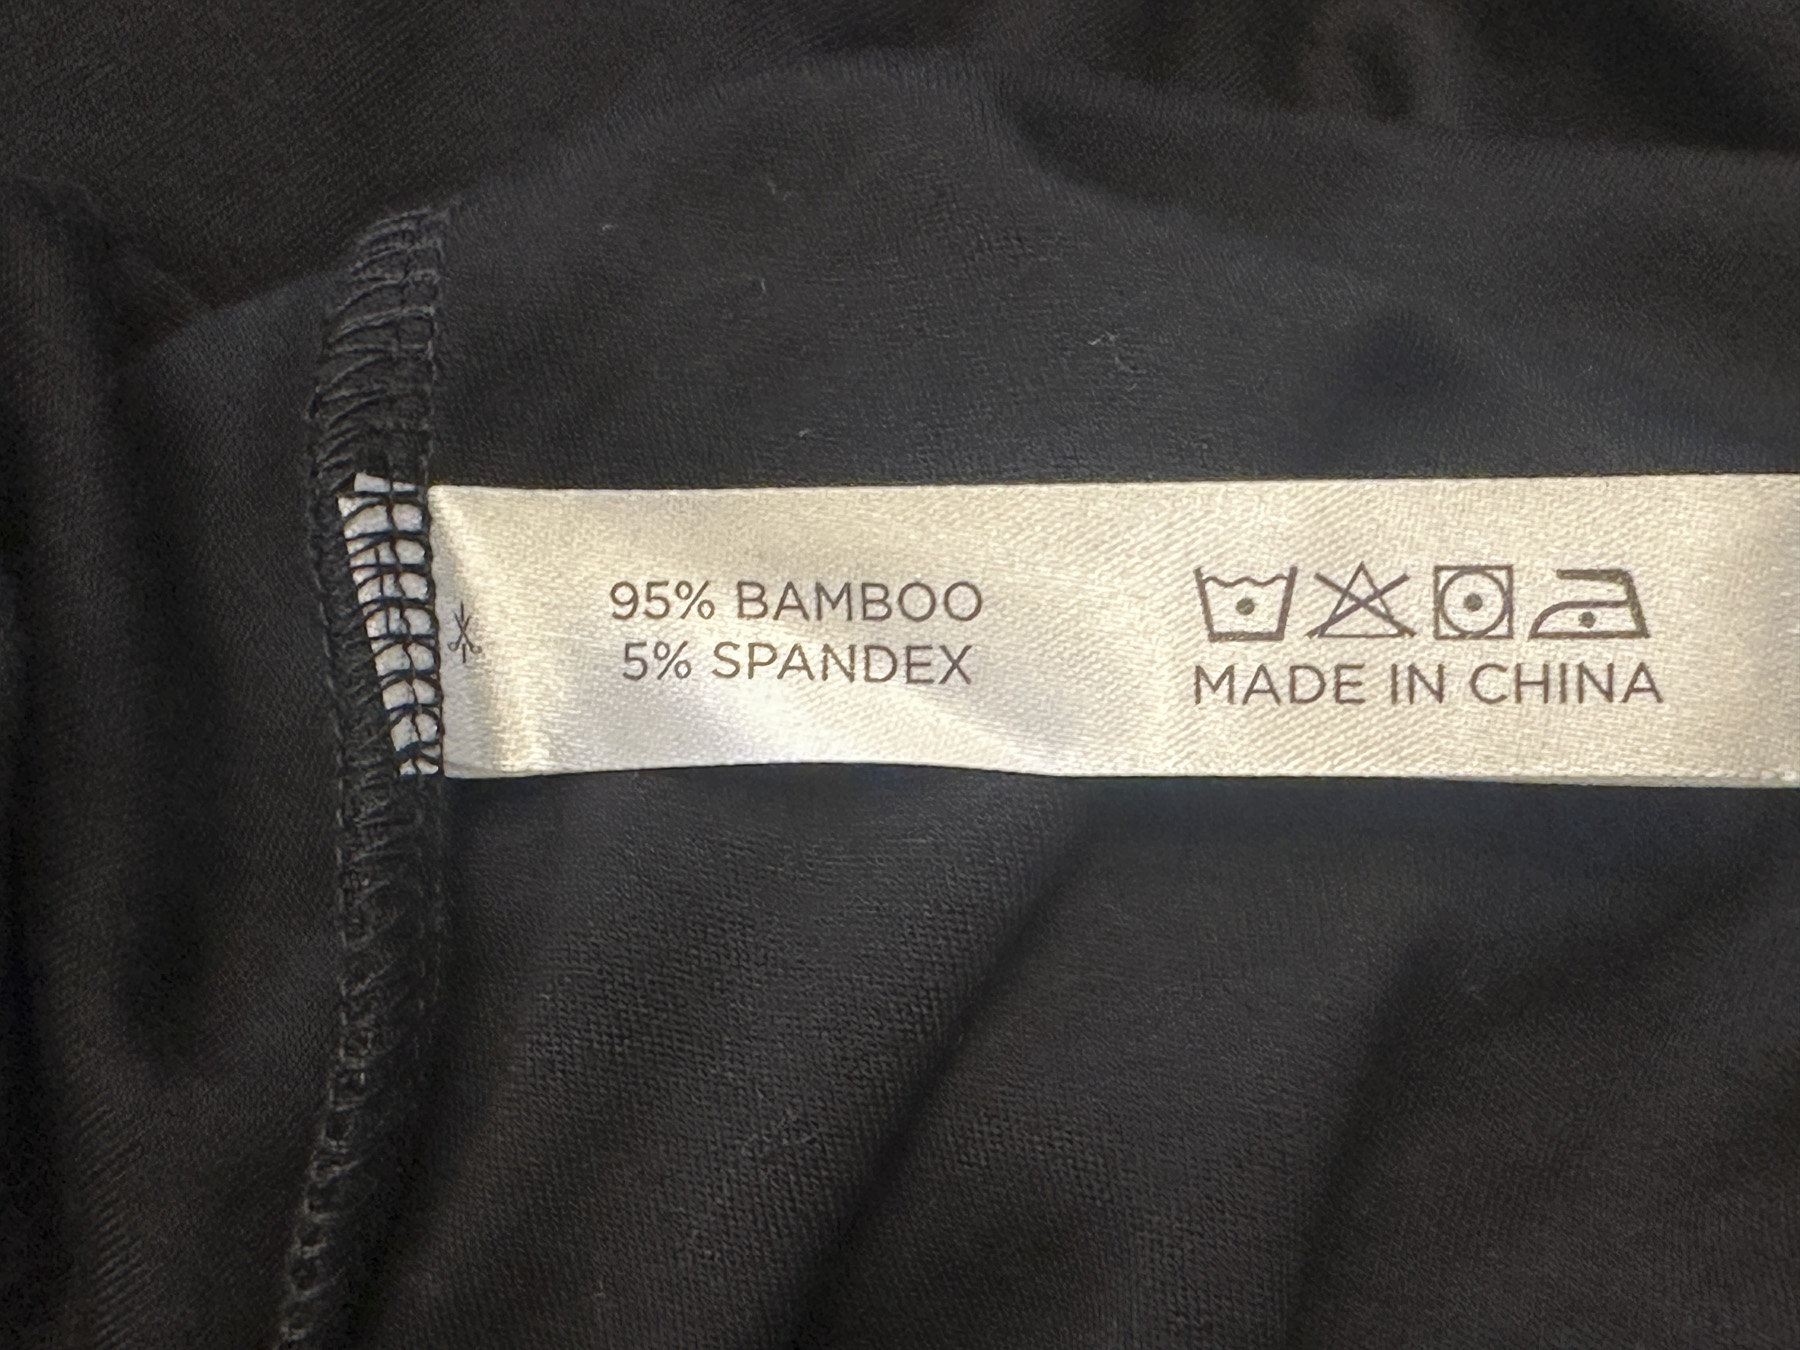 95% BAMBOO
5% SPANDEX
MADE IN CHINA